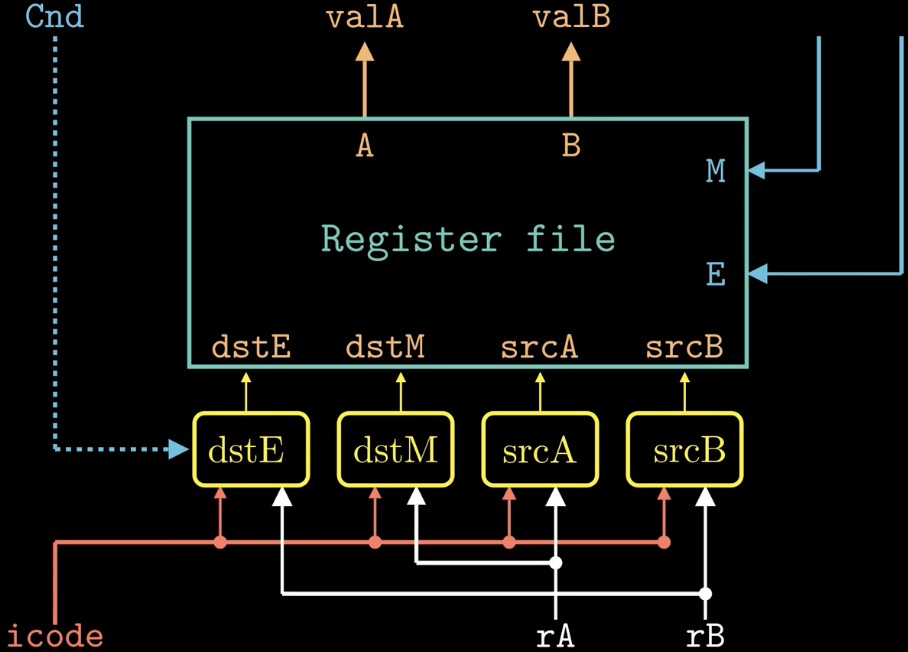 Cnd valA valB
A B
M
Register file
E
dstE dstM srcA srcB
dstE dstM srcA srcB
icode rA rB